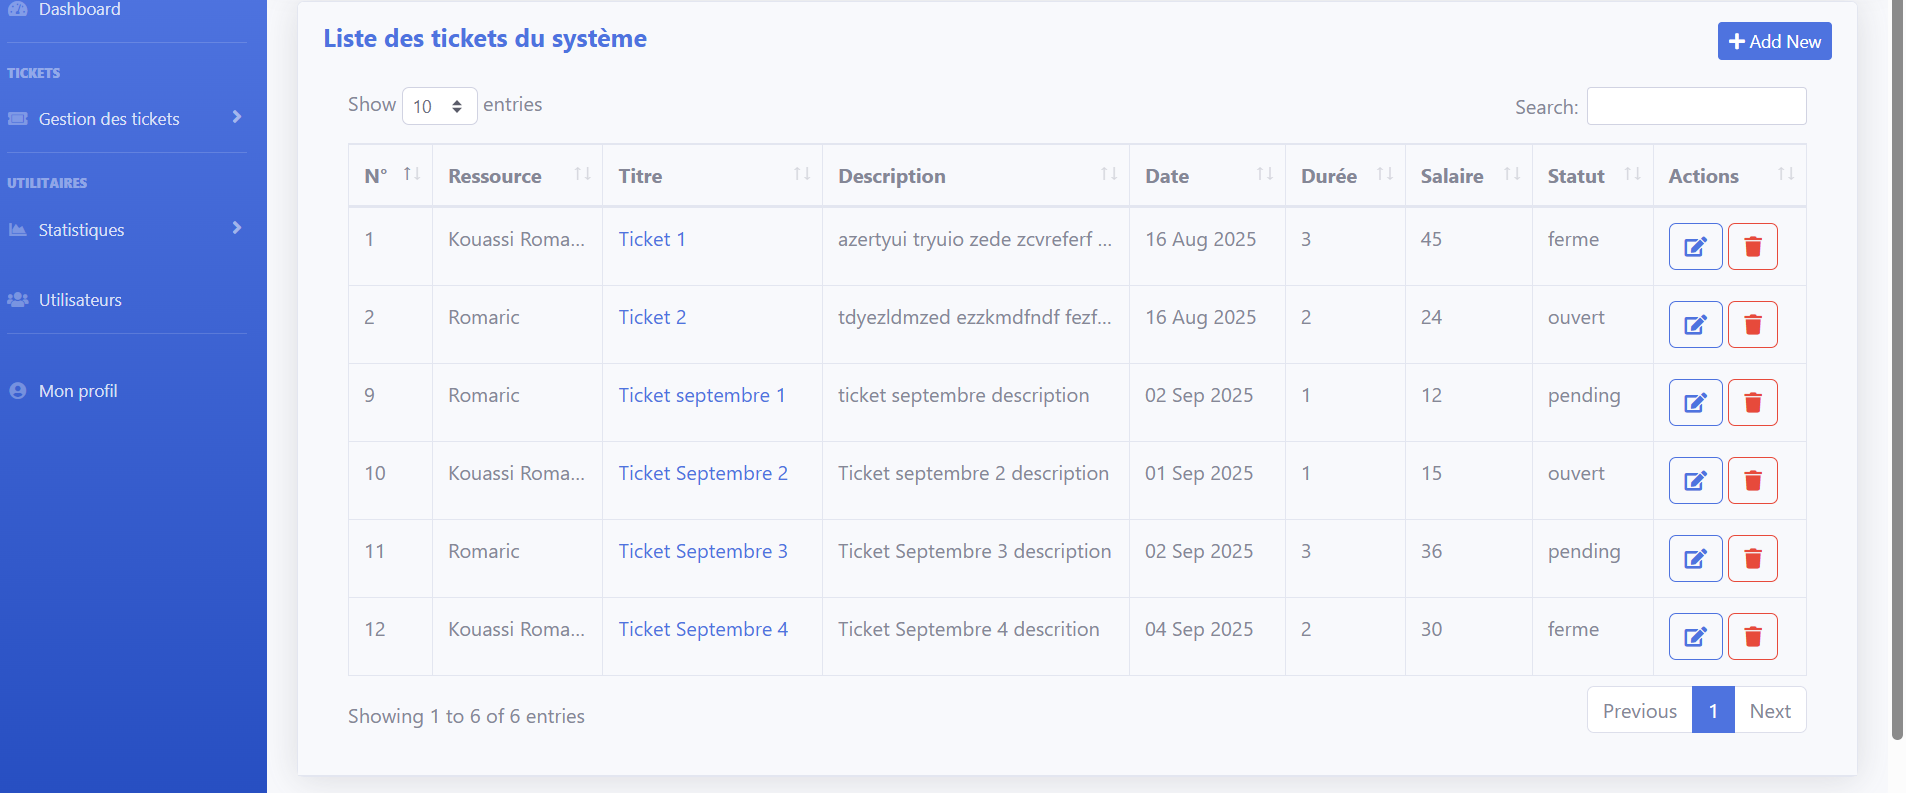 Dashboard
TICKETS
Gestion des tickets
UTILITAIRES
Statistiques
Utilisateurs
Mon profil
Liste des tickets du système
Add New
Show 10 entries
Search:
N° Ressource Titre Description Date Durée Salaire Statut Actions
1 Kouassi Roma... Ticket 1 azertyui tryuio zede zcvreferf ... 16 Aug 2025 3 45 ferme
2 Romaric Ticket 2 tdyezldmzed ezzkmdfndf fezf... 16 Aug 2025 2 24 ouvert
9 Romaric Ticket septembre 1 ticket septembre description 02 Sep 2025 1 12 pending
10 Kouassi Roma... Ticket Septembre 2 Ticket septembre 2 description 01 Sep 2025 1 15 ouvert
11 Romaric Ticket Septembre 3 Ticket Septembre 3 description 02 Sep 2025 3 36 pending
12 Kouassi Roma... Ticket Septembre 4 Ticket Septembre 4 descrition 04 Sep 2025 2 30 ferme
Showing 1 to 6 of 6 entries
Previous 1 Next